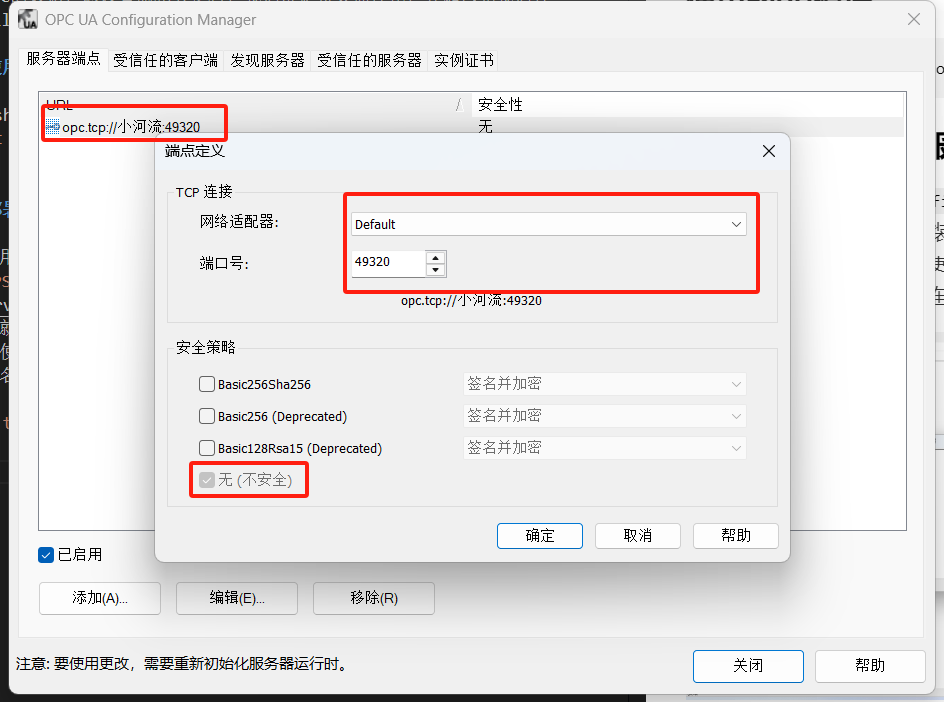 OPC UA Configuration Manager
服务器端点 受信任的客户端 发现服务器 受信任的服务器 实例证书
URL / 安全性
opc.tcp://小河流:49320 无
端点定义
TCP 连接
网络适配器: Default
端口号: 49320
opc.tcp://小河流:49320
安全策略
Basic256Sha256 签名并加密
Basic256 (Deprecated) 签名并加密
Basic128Rsa15 (Deprecated) 签名并加密
无 (不安全)
确定 取消 帮助
已启用
添加(A)... 编辑(E)... 移除(R)
注意: 要使用更改，需要重新初始化服务器运行时。
关闭 帮助